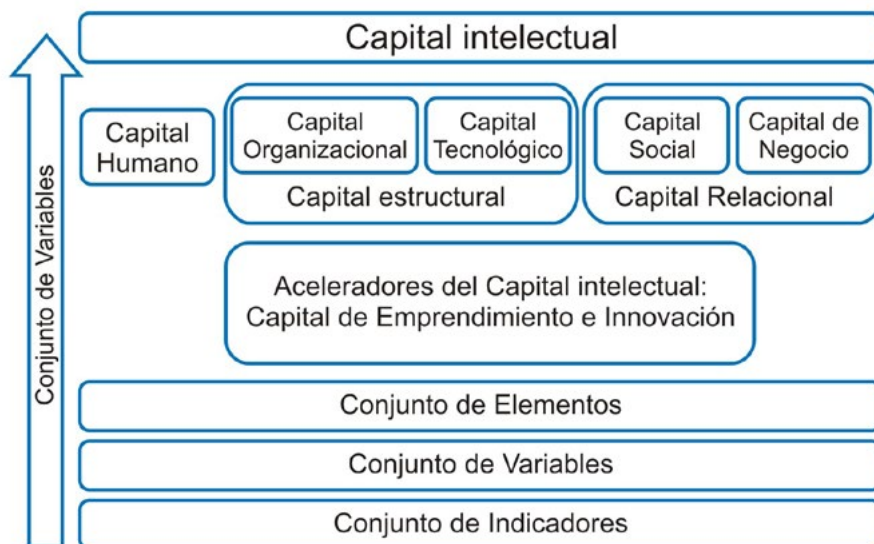 Capital intelectual
Conjunto de Variables
Capital
Humano
Capital
Organizacional
Capital
Tecnológico
Capital estructural
Capital
Social
Capital de
Negocio
Capital Relacional
Aceleradores del Capital intelectual:
Capital de Emprendimiento e Innovación
Conjunto de Elementos
Conjunto de Variables
Conjunto de Indicadores